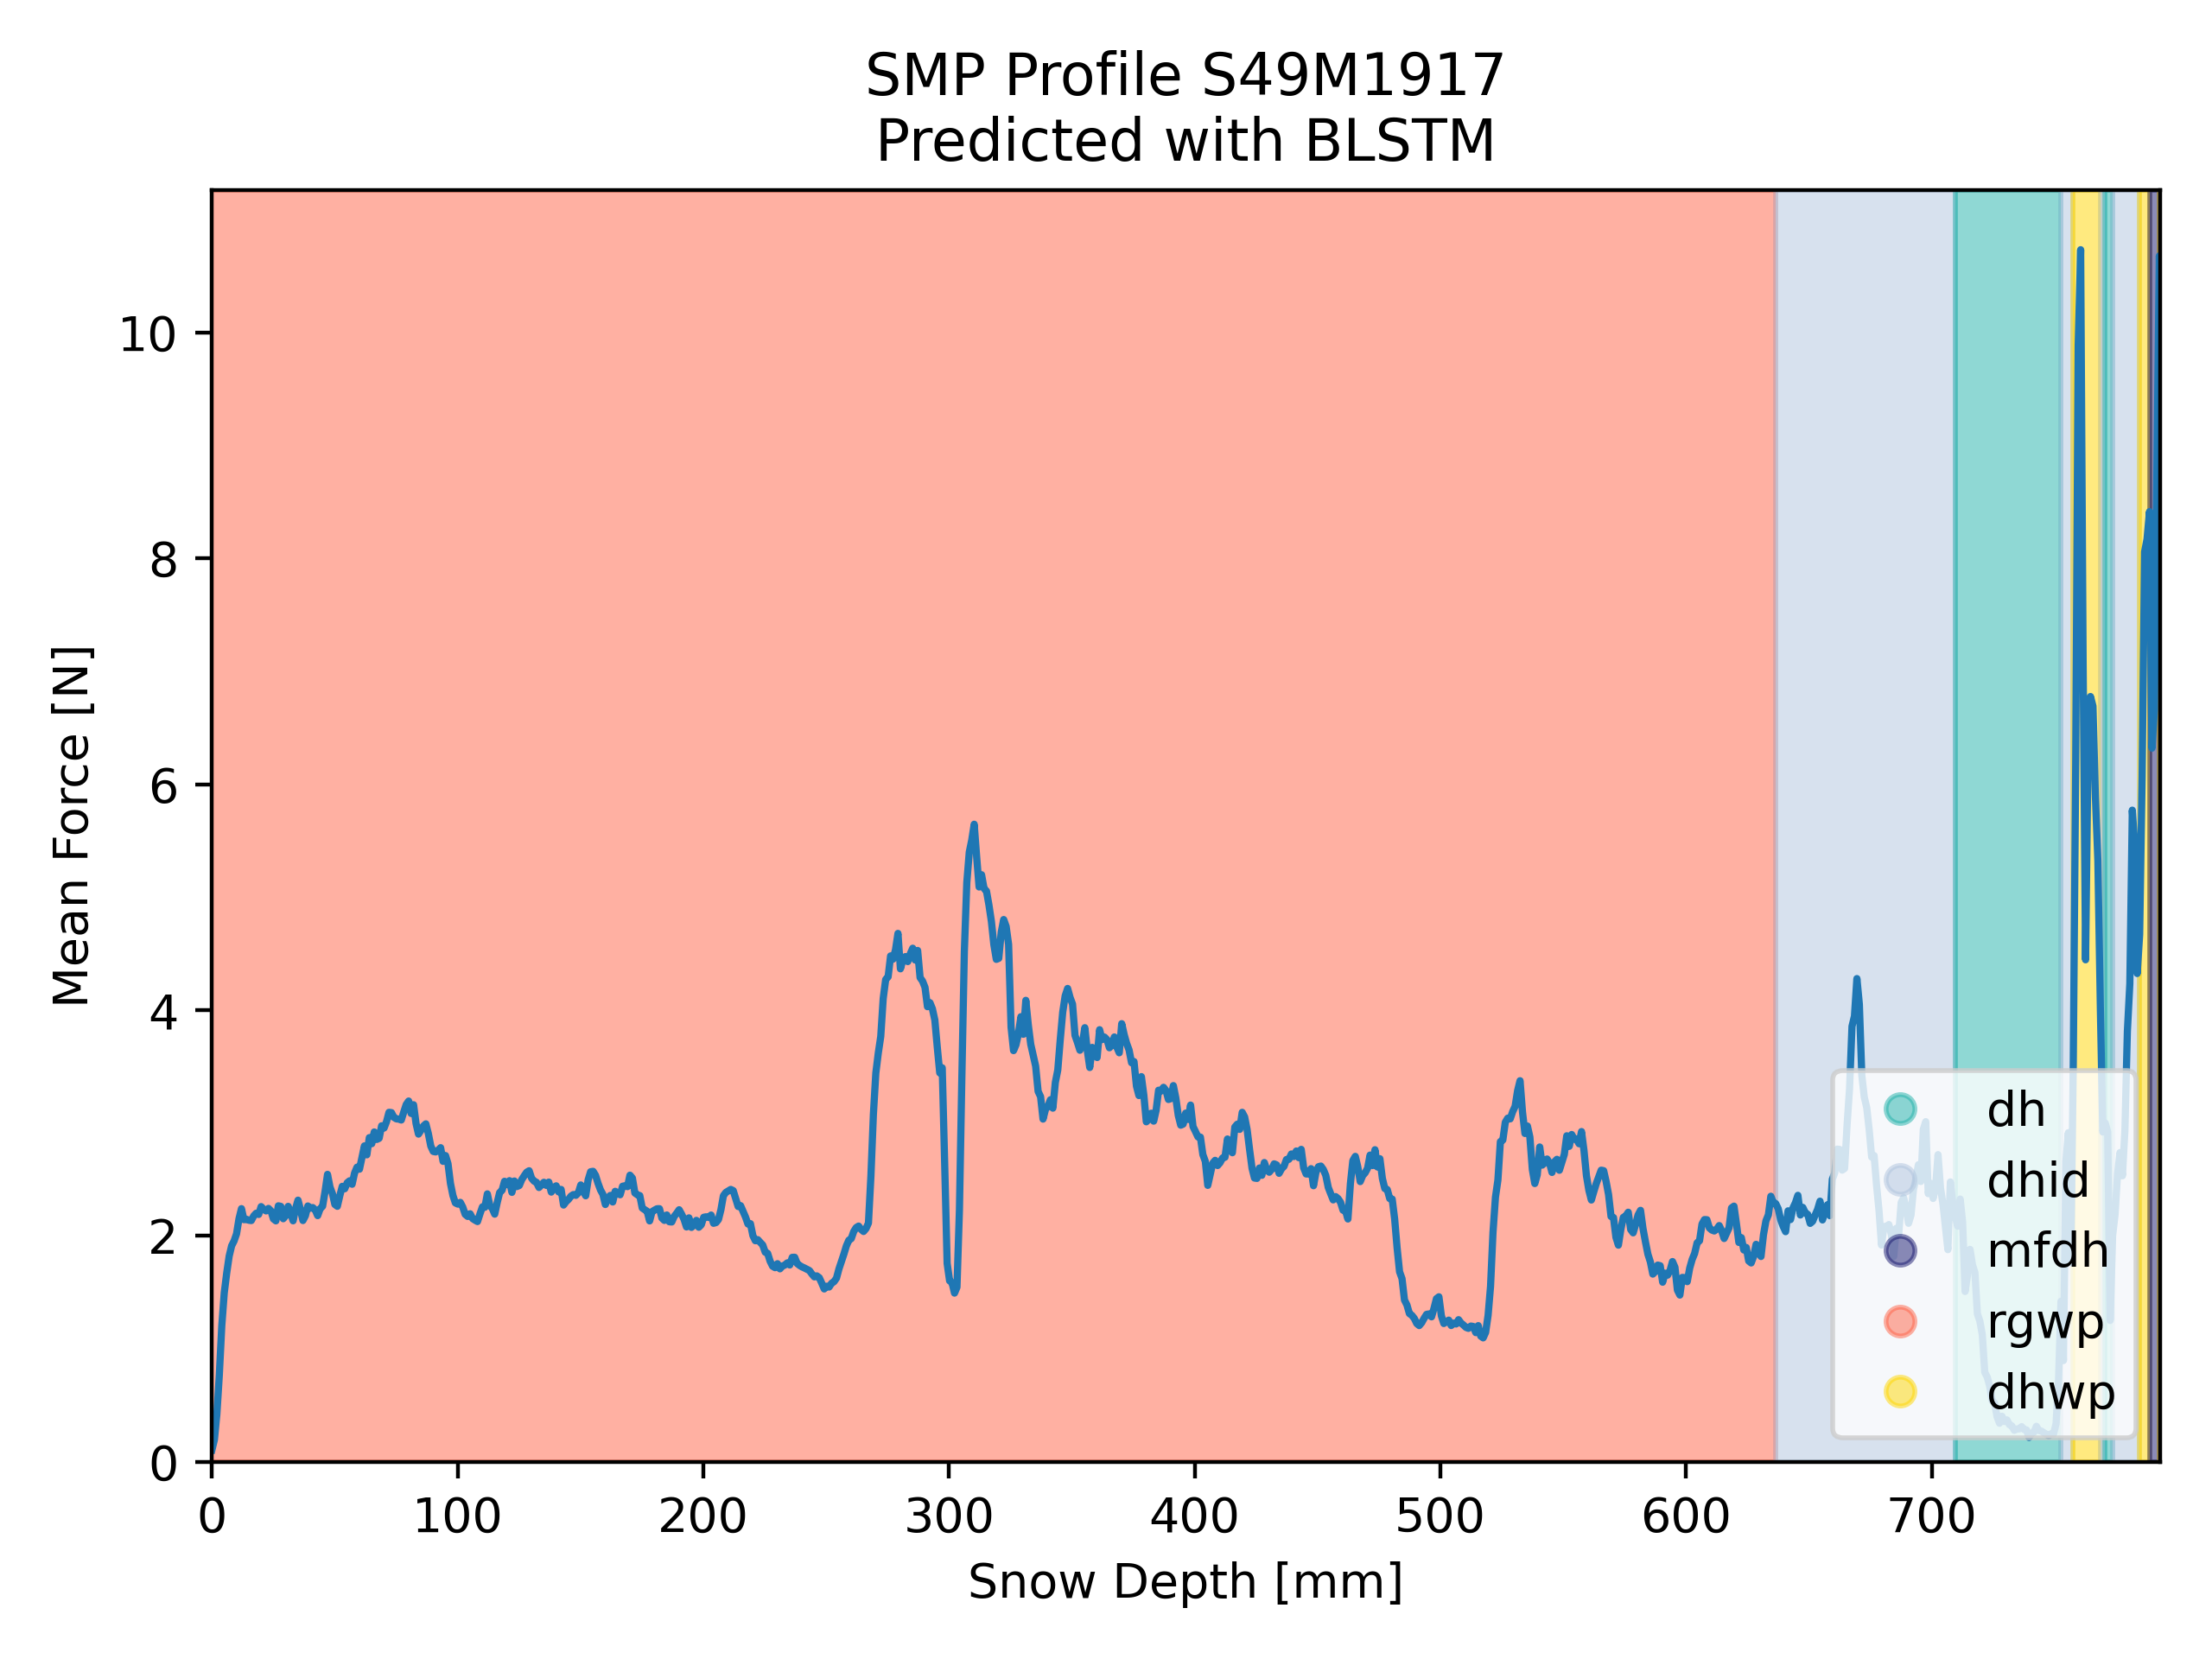 SMP Profile S49M1917
Predicted with BLSTM
Mean Force [N]
10
8
6
4
2
0
0 100 200 300 400 500 600 700
Snow Depth [mm]
dh
dhid
mfdh
rgwp
dhwp